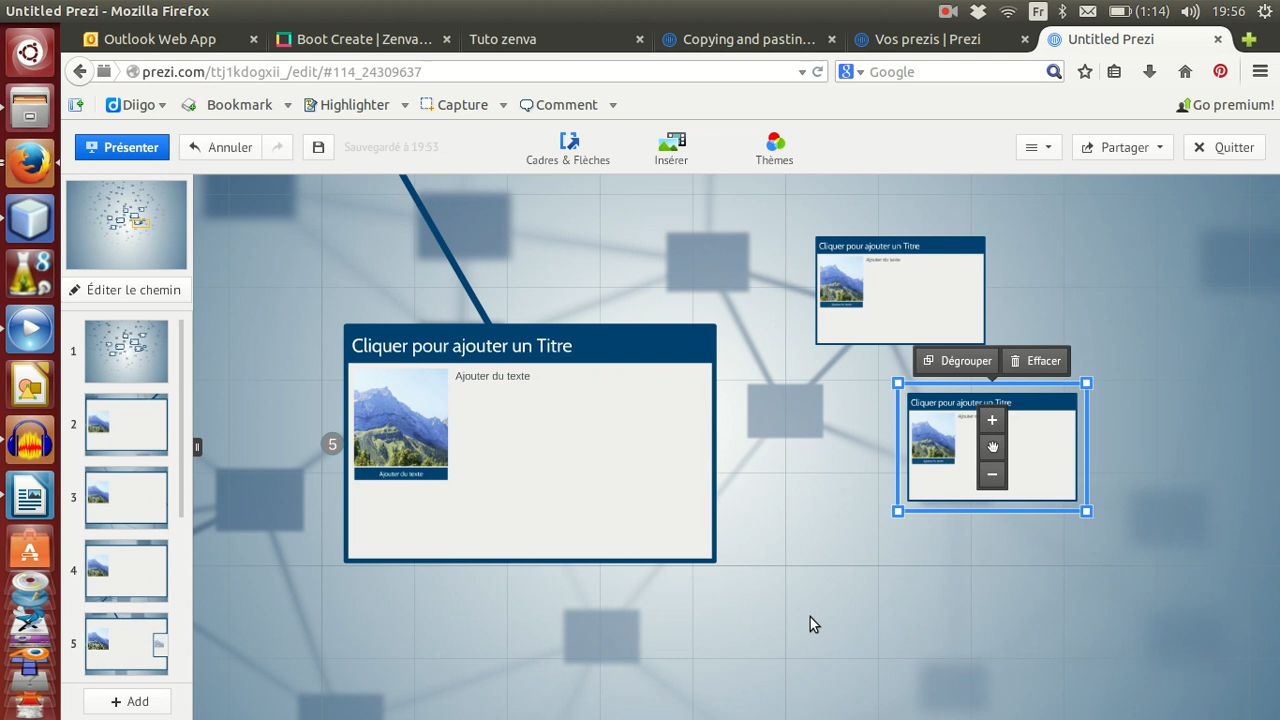 Untitled Prezi - Mozilla Firefox
Fr
(1:14)
19:56
Outlook Web App
Boot Create | Zenva...
Tuto zenva
Copying and pastin...
Vos prezis | Prezi
Untitled Prezi
prezi.com/ttj1kdogxii_/edit/#114_24309637
Google
Diigo
Bookmark
Highlighter
Capture
Comment
Go premium!
Présenter
Annuler
Sauvegardé à 19:53
Cadres & Flèches
Insérer
Thèmes
Partager
Quitter
Éditer le chemin
1
2
3
4
5
Add
Cliquer pour ajouter un Titre
Ajouter du texte
Ajouter du texte
5
Cliquer pour ajouter un Titre
Ajouter du texte
Ajouter du texte
Dégrouper
Effacer
Cliquer pour ajouter un Titre